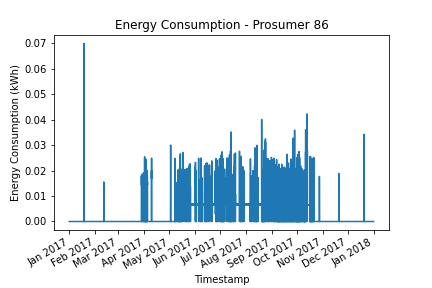 Energy Consumption - Prosumer 86
Energy Consumption (kWh)
0.07
0.06
0.05
0.04
0.03
0.02
0.01
0.00
Jan 2017
Feb 2017
Mar 2017
Apr 2017
May 2017
Jun 2017
Jul 2017
Aug 2017
Sep 2017
Oct 2017
Nov 2017
Dec 2017
Jan 2018
Timestamp